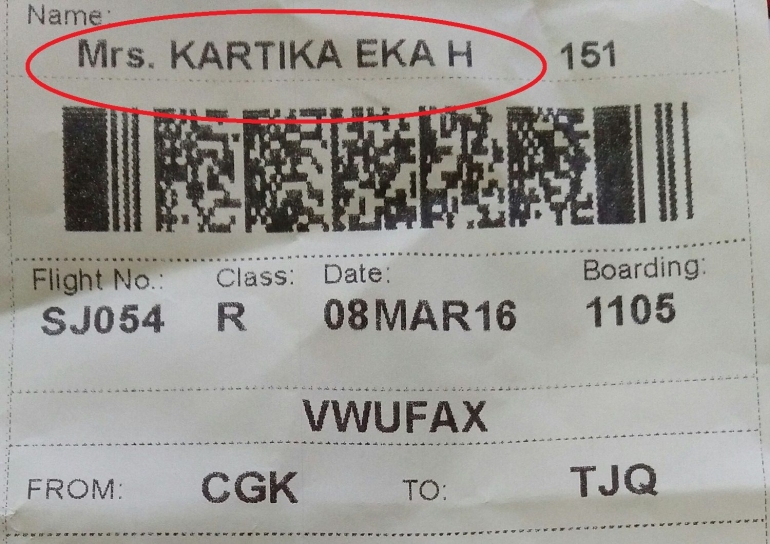 Name:
Mrs. KARTIKA EKA H 151
Flight No.: Class: Date: Boarding:
SJ054 R 08MAR16 1105
VWUFAX
FROM: CGK TO: TJQ